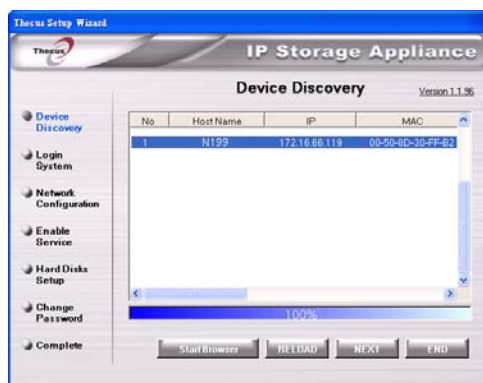 Thecus Setup Wizard
Thecus
IP Storage Appliance
Device Discovery
Version 1.1.96
Device Discovery
Login System
Network Configuration
Enable Service
Hard Disks Setup
Change Password
Complete
No Host Name IP MAC
1 N199 172.16.66.119 00-50-8D-30-FF-B2
100%
Start Browser RELOAD NEXT END